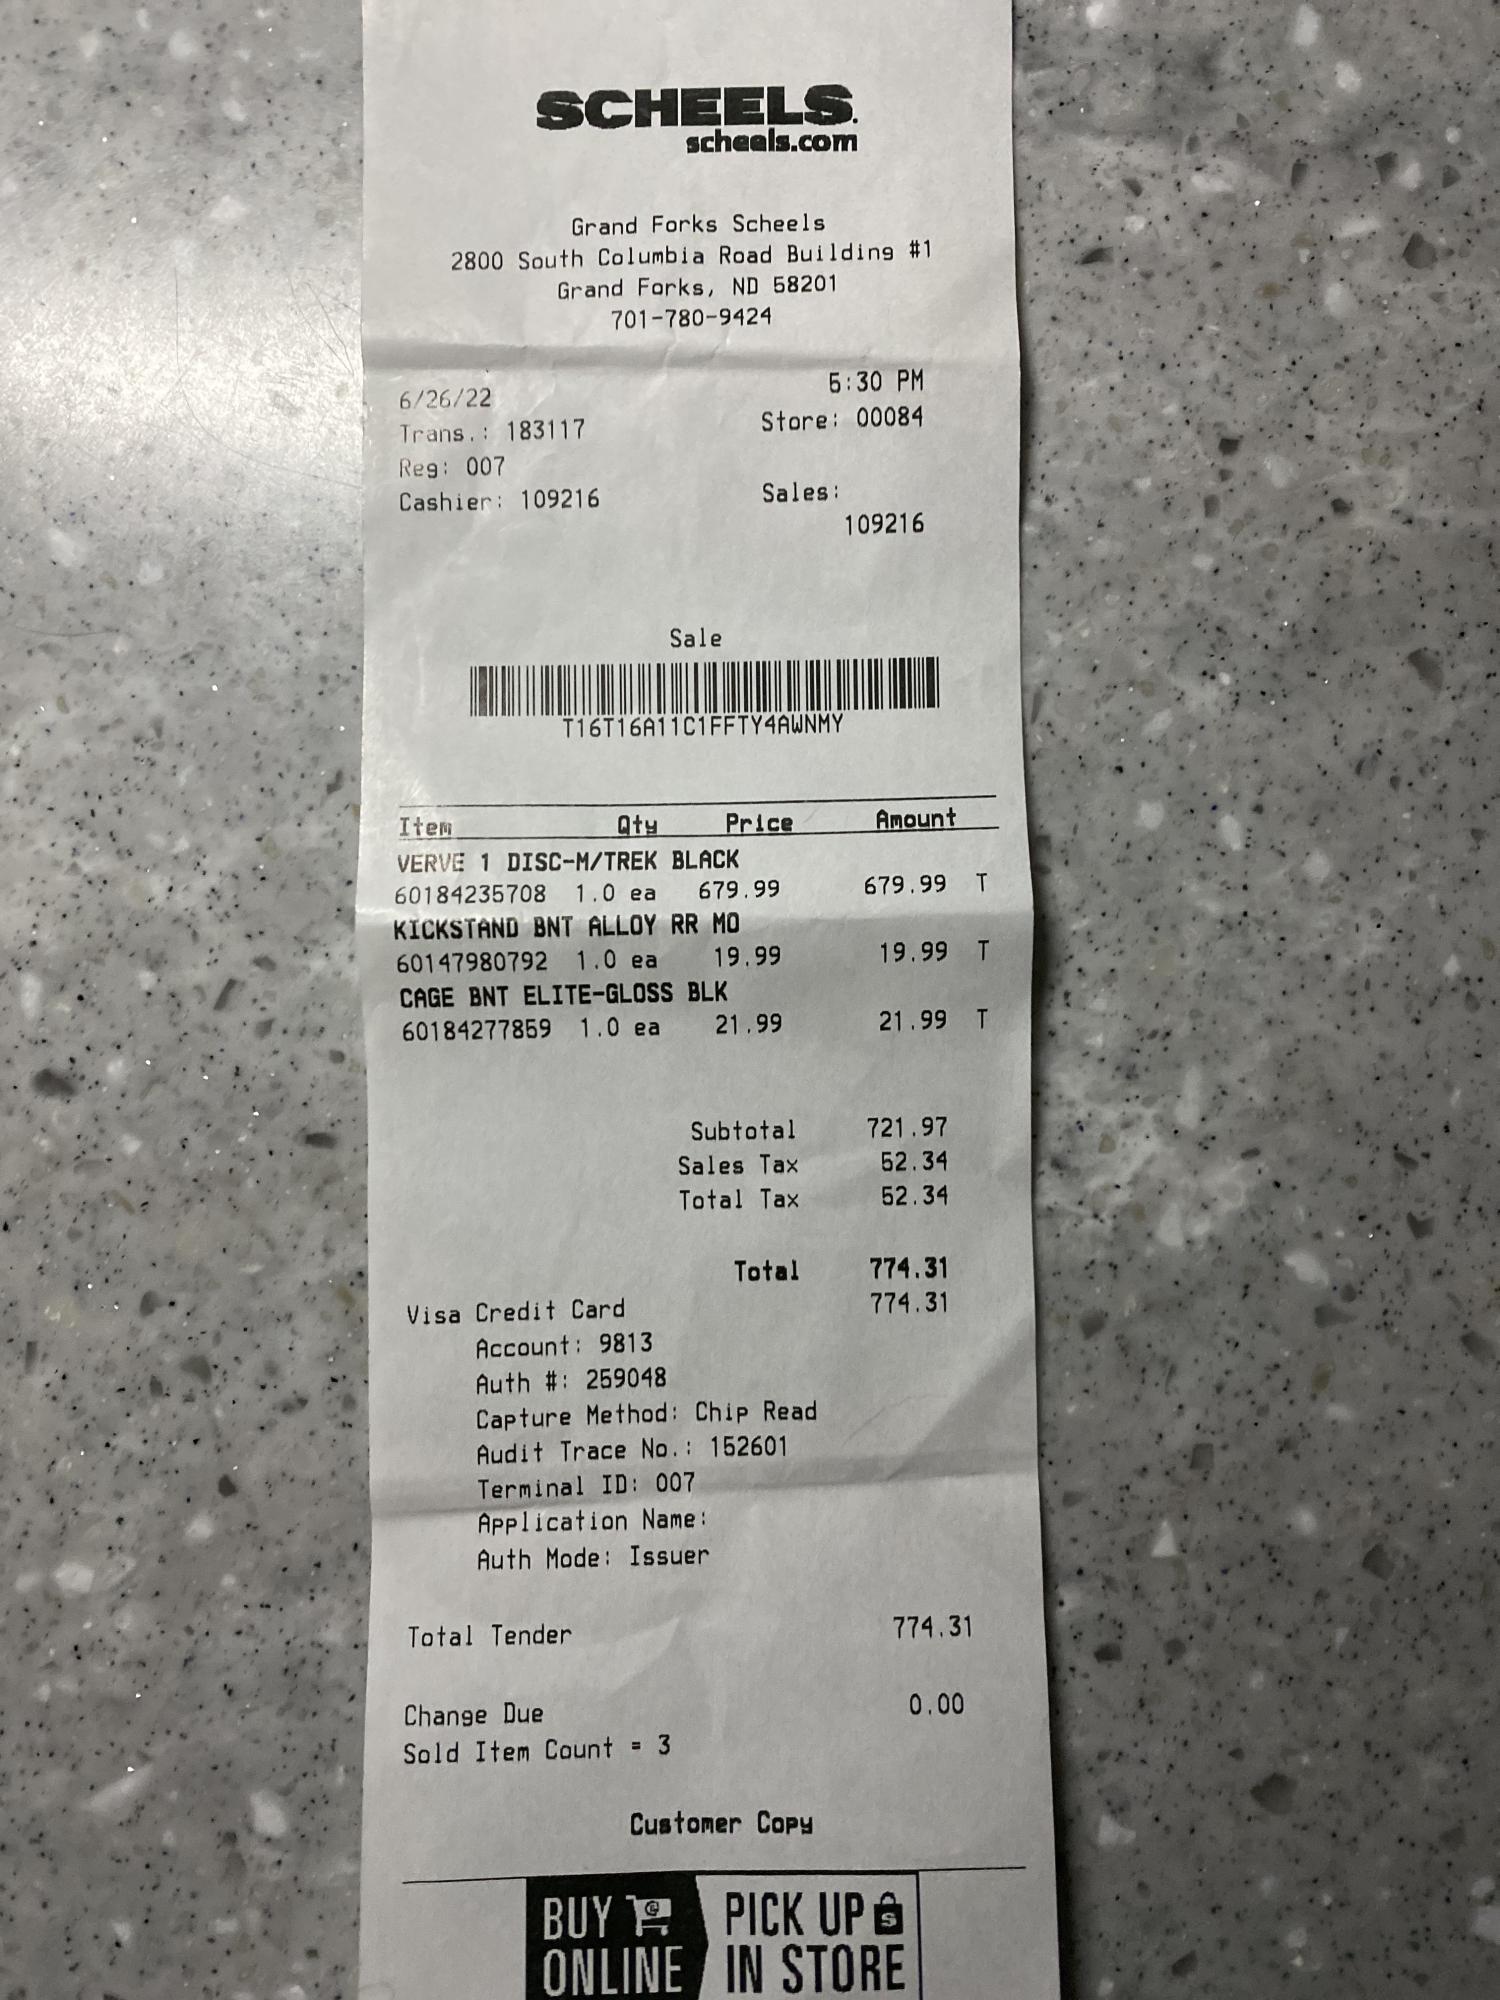 SCHEELS.
scheels.com
Grand Forks Scheels
2800 South Columbia Road Building #1
Grand Forks, ND 58201
701-780-9424
6/26/22 5:30 PM
Trans.: 183117 Store: 00084
Reg: 007
Cashier: 109216 Sales:
109216
Sale
T16T16A11C1FFTY4AWNMY
Item Qty Price Amount
VERVE 1 DISC-M/TREK BLACK
60184235708 1.0 ea 679.99 679.99 T
KICKSTAND BNT ALLOY RR MO
60147980792 1.0 ea 19.99 19.99 T
CAGE BNT ELITE-GLOSS BLK
60184277859 1.0 ea 21.99 21.99 T
Subtotal 721.97
Sales Tax 52.34
Total Tax 52.34
Total 774.31
Visa Credit Card 774.31
Account: 9813
Auth #: 259048
Capture Method: Chip Read
Audit Trace No.: 152601
Terminal ID: 007
Application Name:
Auth Mode: Issuer
Total Tender 774.31
Change Due 0.00
Sold Item Count = 3
Customer Copy
BUY @ PICK UP S
ONLINE IN STORE